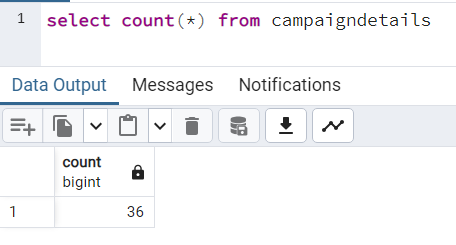 1 select count(*) from campaigndetails
Data Output Messages Notifications
count
bigint
1 36